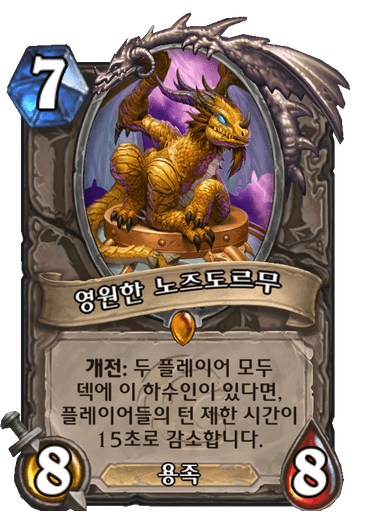 7
영원한 노즈도르무
개전: 두 플레이어 모두
덱에 이 하수인가 있다면,
플레이어들의 턴 제한 시간이
15초로 감소합니다.
8
용족
8